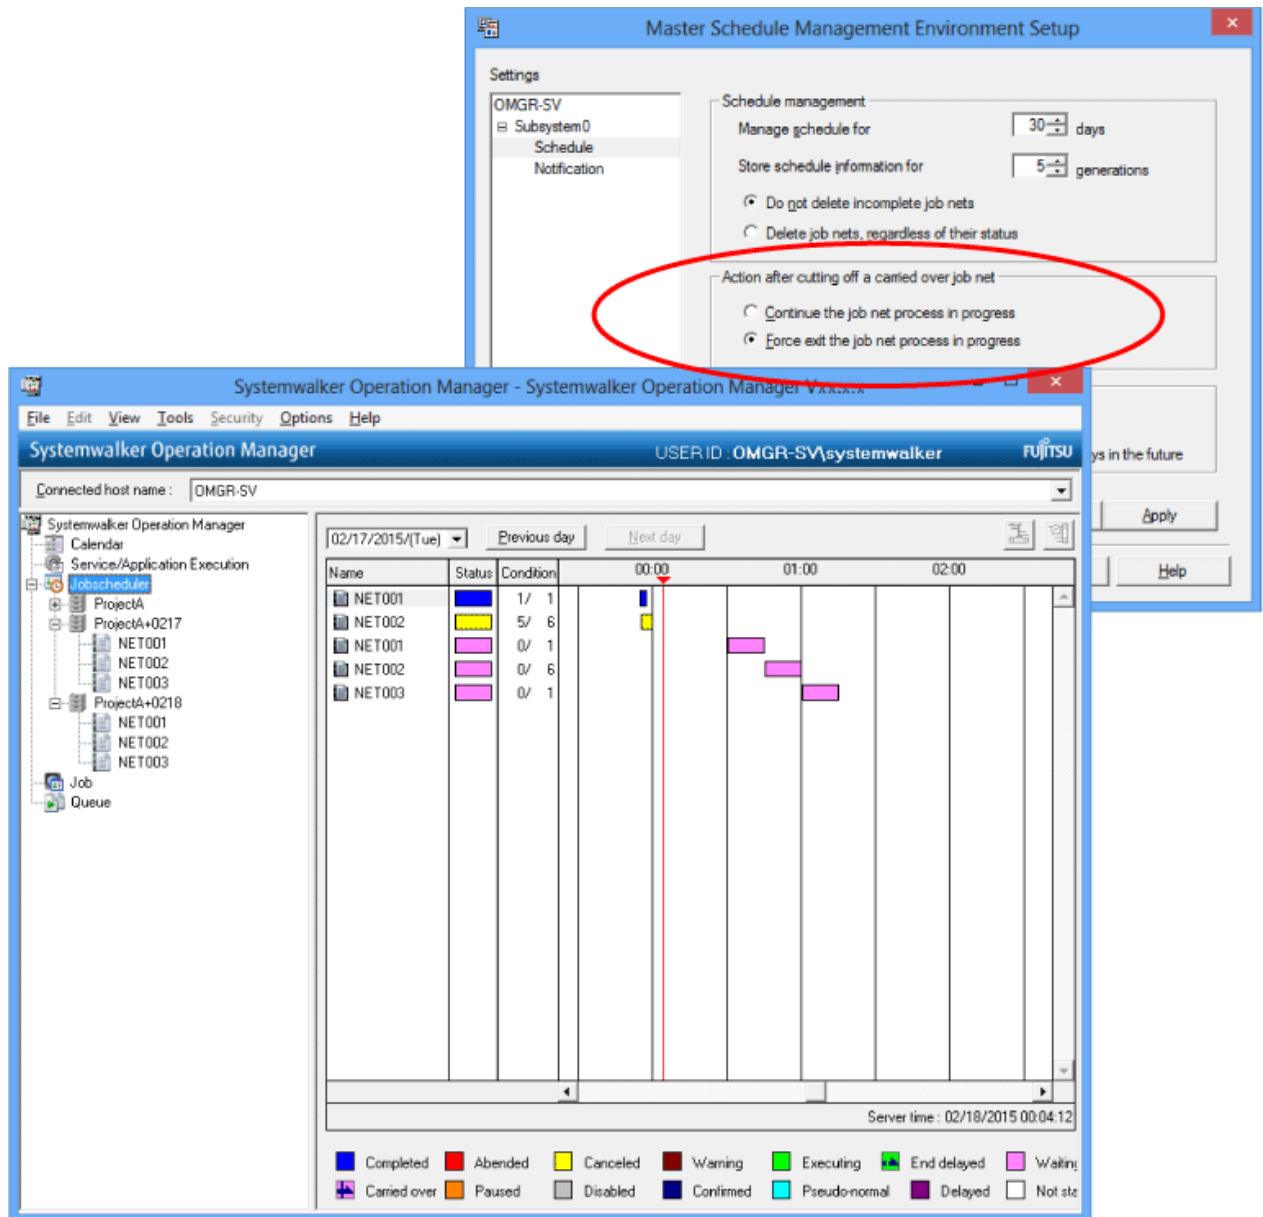 Master Schedule Management Environment Setup
Settings
OMGR-SV
Subsystem0
Schedule
Notification
Schedule management
Manage schedule for 30 days
Store schedule information for 5 generations
Do not delete incomplete job nets
Delete job nets, regardless of their status
Action after cutting off a carried over job net
Continue the job net process in progress
Force exit the job net process in progress
ys in the future
Apply
Help
Systemwalker Operation Manager - Systemwalker Operation Manager Vxx.x.x
File Edit View Tools Security Options Help
Systemwalker Operation Manager USER ID : OMGR-SV\systemwalker FUJITSU
Connected host name : OMGR-SV
Systemwalker Operation Manager
Calendar
Service/Application Execution
Jobscheduler
ProjectA
ProjectA+0217
NET001
NET002
NET003
ProjectA+0218
NET001
NET002
NET003
Job
Queue
02/17/2015/(Tue) Previous day Next day
Name Status Condition 00:00 01:00 02:00
NET001 1/ 1
NET002 5/ 6
NET001 0/ 1
NET002 0/ 6
NET003 0/ 1
Server time : 02/18/2015 00:04:12
Completed Abended Canceled Warning Executing End delayed Waiting
Carried over Paused Disabled Confirmed Pseudo-normal Delayed Not sta